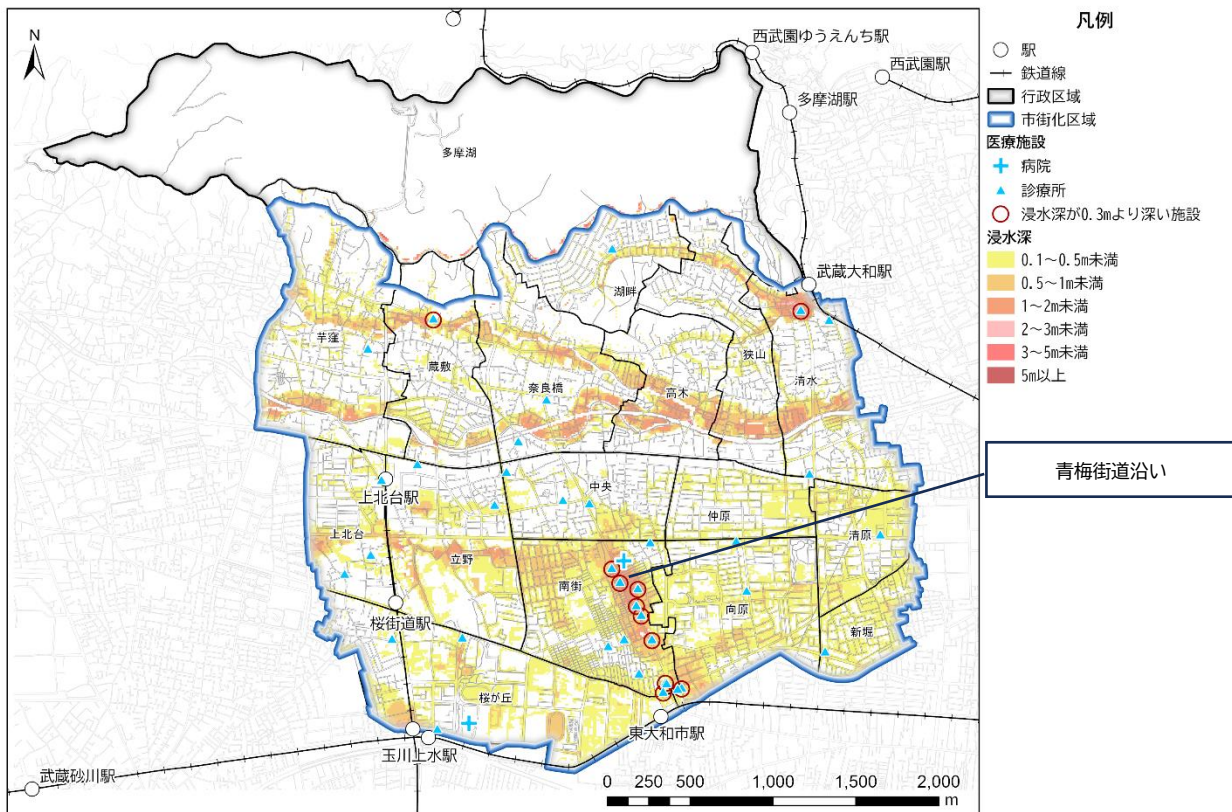 N
西武園ゆうえんち駅
西武園駅
多摩湖駅
多摩湖
武蔵大和駅
湖畔
芋窪
蔵敷
狭山
奈良橋
高木
清水
青梅街道沿い
上北台駅
中央
仲原
上北台
立野
清原
南街
向原
桜街道駅
新堀
桜が丘
東大和市駅
玉川上水駅
武蔵砂川駅
0 250 500 1,000 1,500 2,000
m
凡例
駅
鉄道線
行政区域
市街化区域
医療施設
病院
診療所
浸水深が0.3mより深い施設
浸水深
0.1～0.5m未満
0.5～1m未満
1～2m未満
2～3m未満
3～5m未満
5m以上